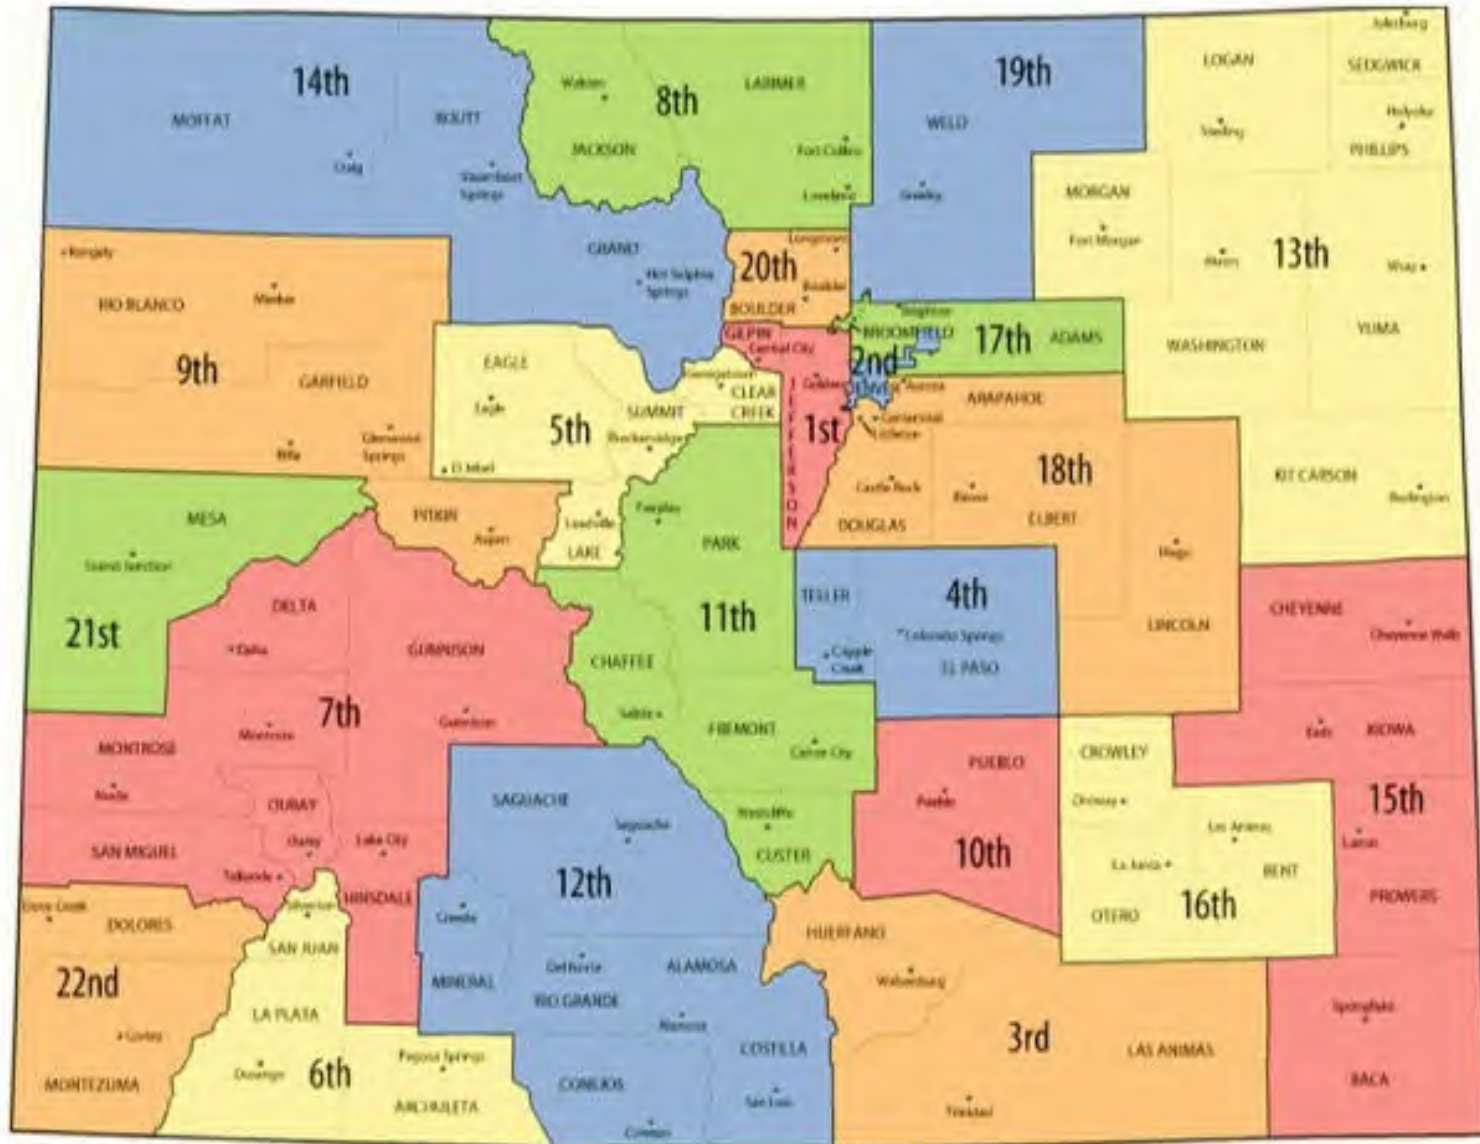 14th
MOFFAT
ROUTT
Craig
Steamboat
Springs
8th
Walden
JACKSON
LARIMER
Fort Collins
Loveland
19th
WELD
Greeley
LOGAN
Sterling
Julesburg
SEDGWICK
Holyoke
PHILLIPS
MORGAN
Fort Morgan
13th
Akron
Wray
WASHINGTON
YUMA
KIT CARSON
Burlington
GRAND
Hot Sulphur
Springs
Longmont
20th
Boulder
BOULDER
Rangely
RIO BLANCO
Meeker
9th
GARFIELD
Rifle
Glenwood
Springs
PITKIN
Aspen
EAGLE
Eagle
5th
El Jebel
SUMMIT
Breckenridge
Georgetown
CLEAR
CREEK
Leadville
LAKE
GILPIN
Central City
Golden
1st
JEFFERSON
Brighton
BROOMFIELD
17th
ADAMS
2nd
Aurora
ARAPAHOE
Centennial
Littleton
18th
Castle Rock
DOUGLAS
Kiowa
ELBERT
Hugo
LINCOLN
MESA
Grand Junction
21st
DELTA
Delta
GUNNISON
7th
Gunnison
Montrose
MONTROSE
Nucla
OURAY
Ouray
Lake City
SAN MIGUEL
Telluride
HINSDALE
Fairplay
PARK
11th
CHAFFEE
Salida
FREMONT
Canon City
Westcliffe
CUSTER
TELLER
4th
Colorado Springs
Cripple
Creek
EL PASO
CHEYENNE
Cheyenne Wells
Eads
KIOWA
15th
Lamar
PROWERS
Springfield
BACA
PUEBLO
Pueblo
10th
CROWLEY
Ordway
Las Animas
La Junta
BENT
OTERO
16th
SAGUACHE
Saguache
12th
Creede
MINERAL
Del Norte
RIO GRANDE
ALAMOSA
Alamosa
COSTILLA
CONEJOS
San Luis
Conejos
Dove Creek
DOLORES
22nd
Cortez
MONTEZUMA
Silverton
SAN JUAN
LA PLATA
Durango
6th
Pagosa Springs
ARCHULETA
HUERFANO
Walsenburg
3rd
LAS ANIMAS
Trinidad